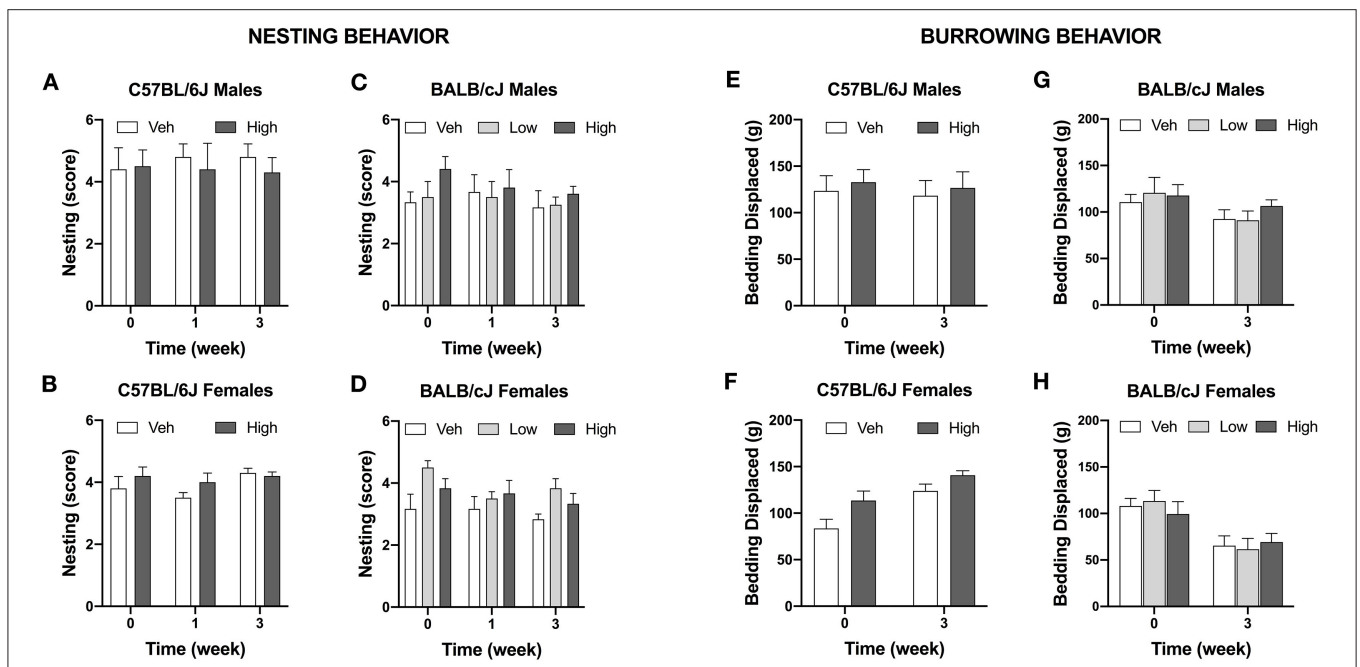 NESTING BEHAVIOR
BURROWING BEHAVIOR
A
C57BL/6J Males
Veh
High
Nesting (score)
6
4
2
0
0
1
3
Time (week)
C
BALB/cJ Males
Veh
Low
High
Nesting (score)
6
4
2
0
0
1
3
Time (week)
E
C57BL/6J Males
Veh
High
Bedding Displaced (g)
200
150
100
50
0
0
3
Time (week)
G
BALB/cJ Males
Veh
Low
High
Bedding Displaced (g)
200
150
100
50
0
0
3
Time (week)
B
C57BL/6J Females
Veh
High
Nesting (score)
6
4
2
0
0
1
3
Time (week)
D
BALB/cJ Females
Veh
Low
High
Nesting (score)
6
4
2
0
0
1
3
Time (week)
F
C57BL/6J Females
Veh
High
Bedding Displaced (g)
200
150
100
50
0
0
3
Time (week)
H
BALB/cJ Females
Veh
Low
High
Bedding Displaced (g)
200
150
100
50
0
0
3
Time (week)